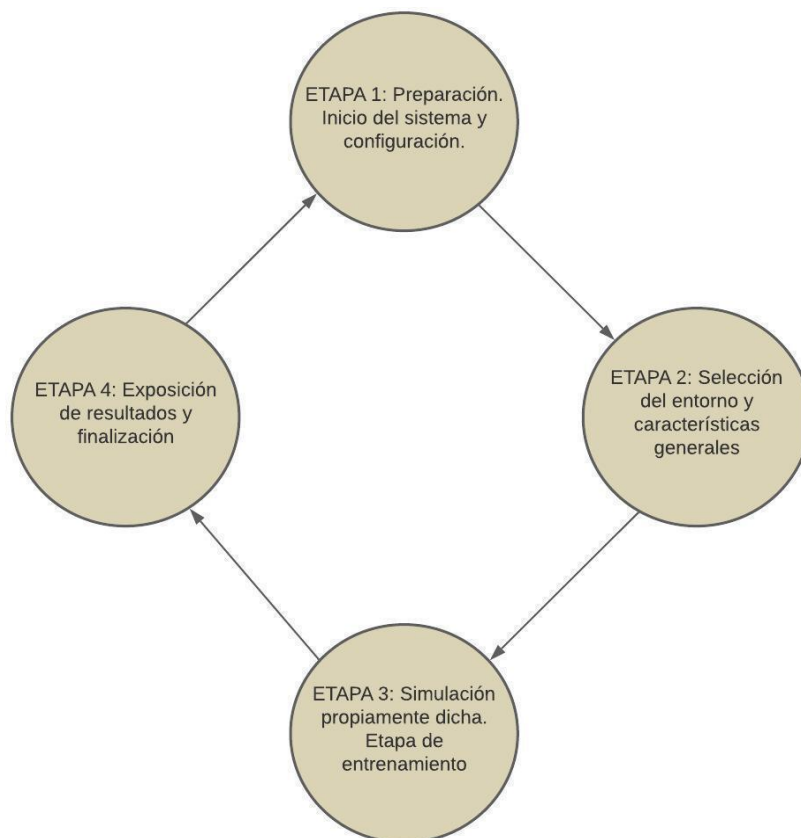 ETAPA 1: Preparación.
Inicio del sistema y
configuración.
ETAPA 2: Selección
del entorno y
características
generales
ETAPA 3: Simulación
propiamente dicha.
Etapa de
entrenamiento
ETAPA 4: Exposición
de resultados y
finalización